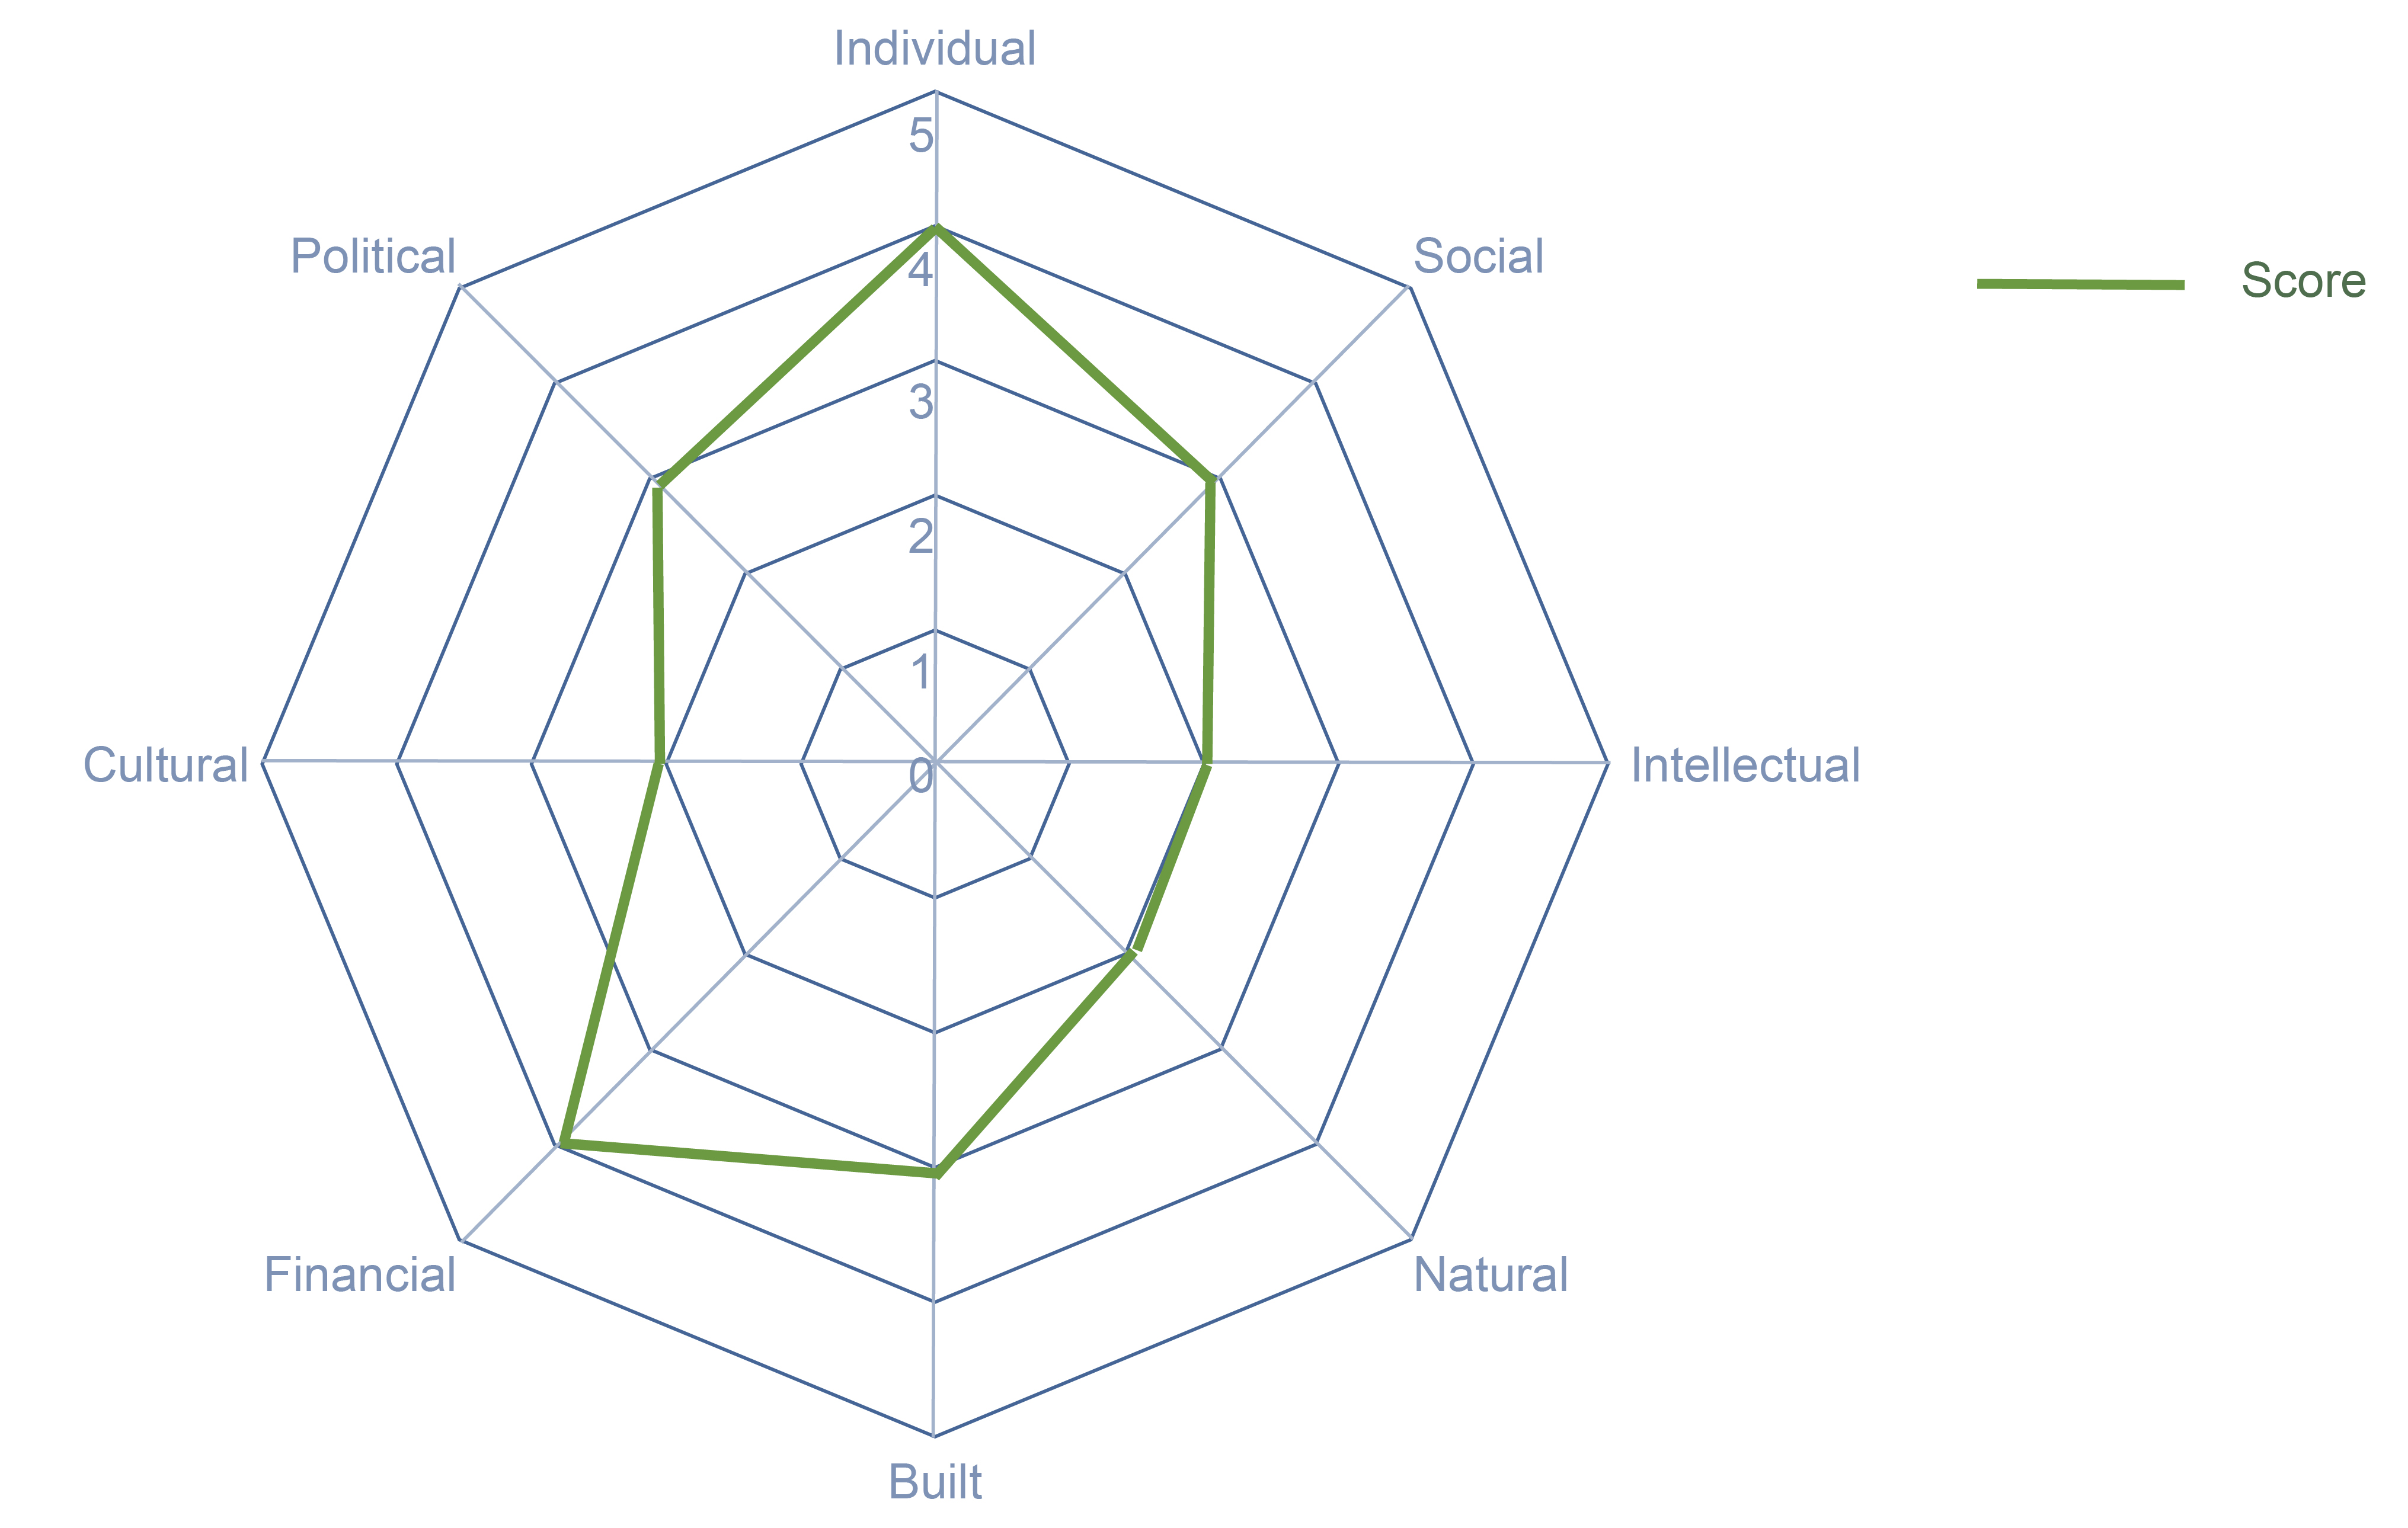 Individual
5
Political
Social
Score
4
3
2
1
Cultural
0
Intellectual
Financial
Natural
Built